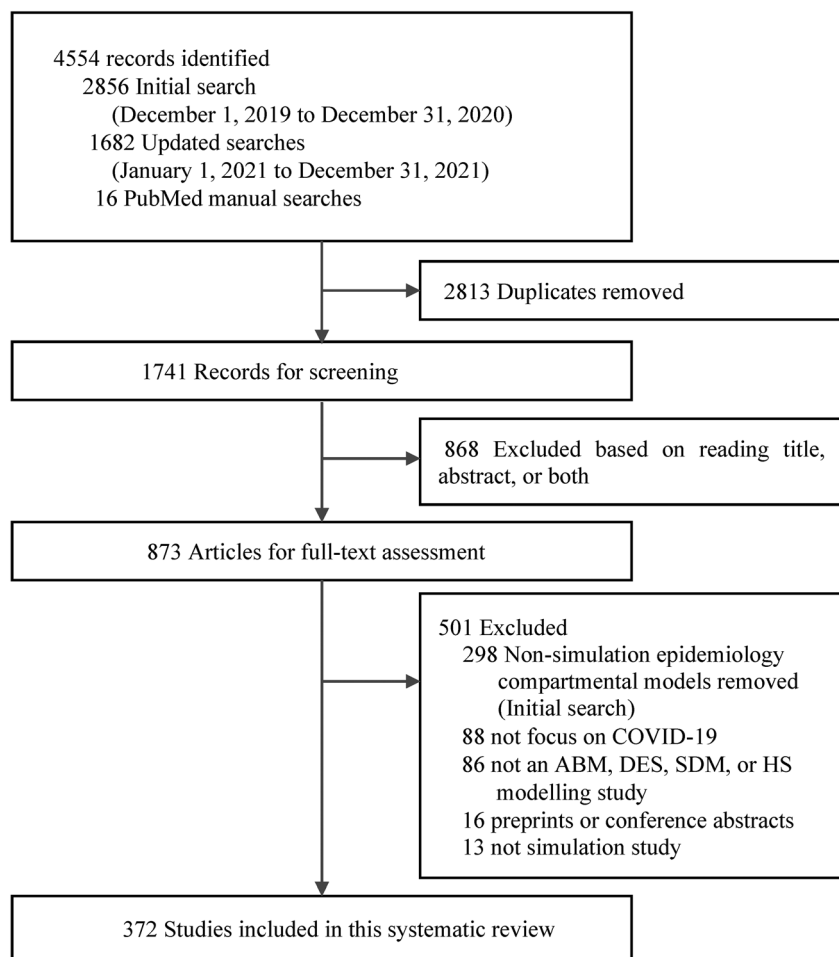 4554 records identified
2856 Initial search
(December 1, 2019 to December 31, 2020)
1682 Updated searches
(January 1, 2021 to December 31, 2021)
16 PubMed manual searches
2813 Duplicates removed
1741 Records for screening
868 Excluded based on reading title,
abstract, or both
873 Articles for full-text assessment
501 Excluded
298 Non-simulation epidemiology
compartmental models removed
(Initial search)
88 not focus on COVID-19
86 not an ABM, DES, SDM, or HS
modelling study
16 preprints or conference abstracts
13 not simulation study
372 Studies included in this systematic review